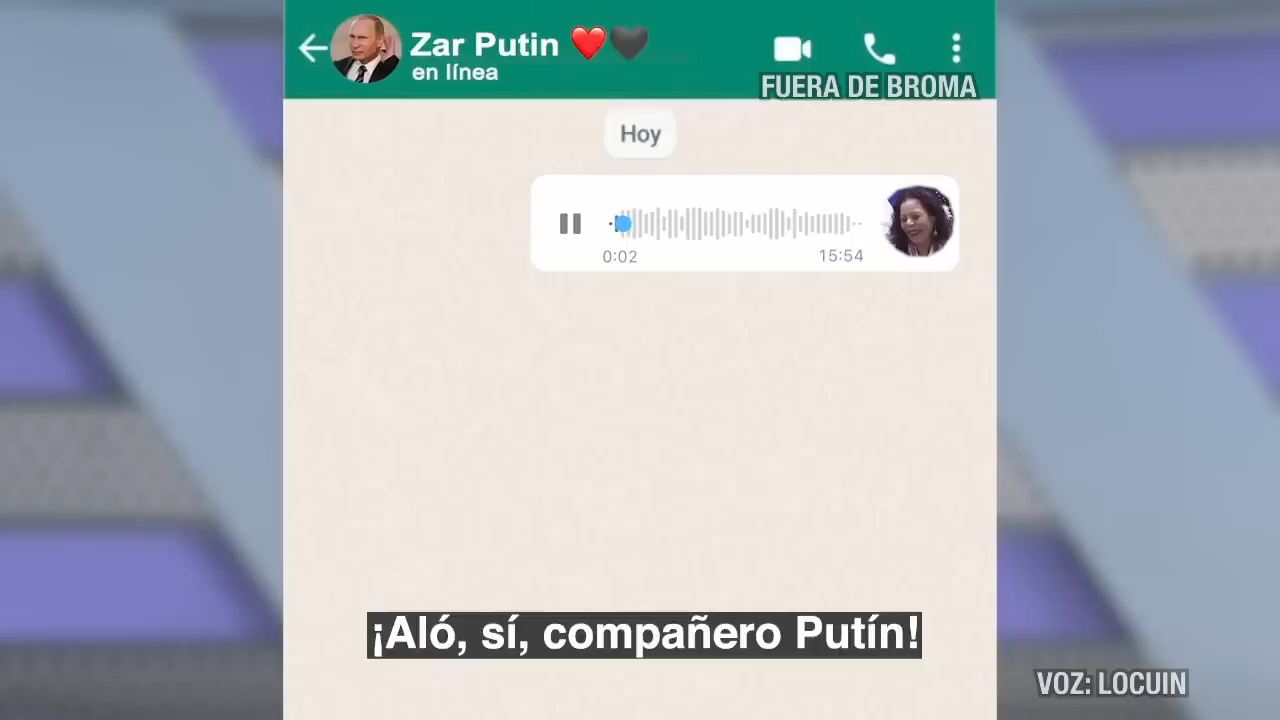 Zar Putin ❤️🖤
en línea
FUERA DE BROMA
Hoy
0:02
15:54
¡Aló, sí, compañero Putín!
VOZ: LOCUIN